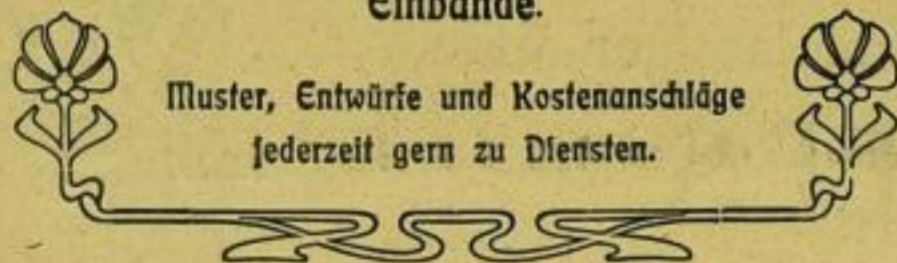 Einbände.
Muster, Entwürfe und Kostenanschläge
jederzeit gern zu Diensten.